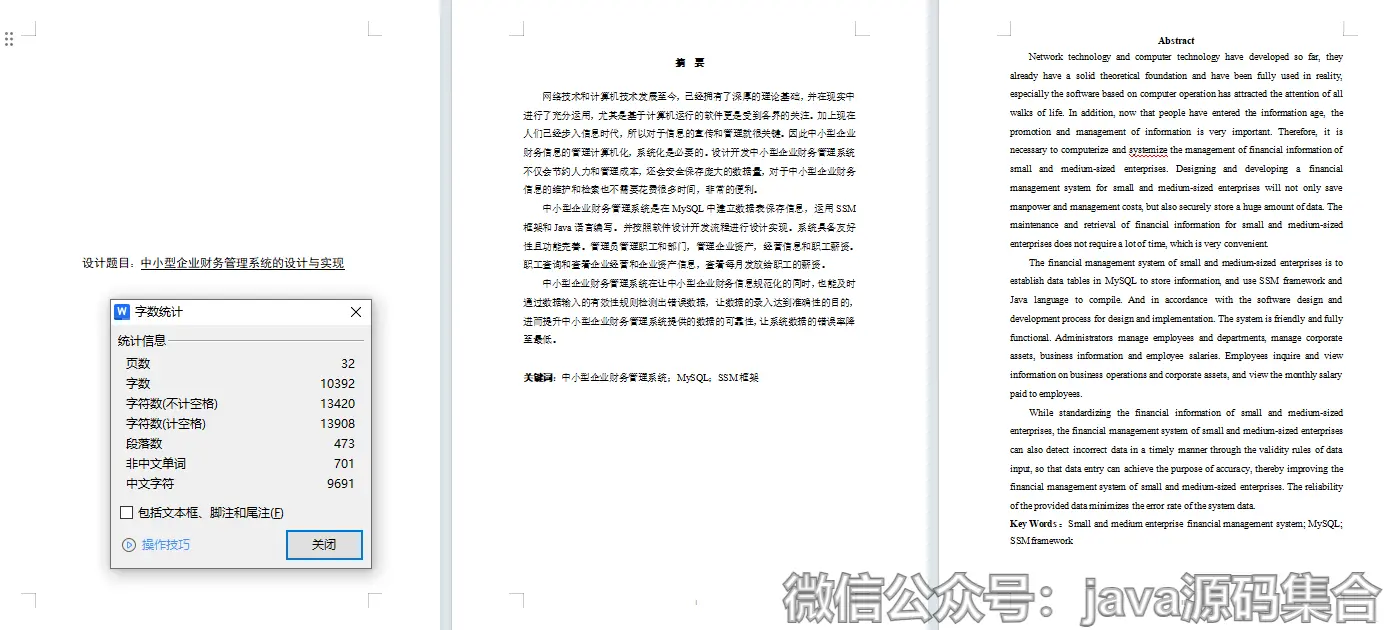 设计题目：中小型企业财务管理系统的设计与实现
W 字数统计
统计信息
页数 32
字数 10392
字符数(不计空格) 13420
字符数(计空格) 13908
段落数 473
非中文单词 701
中文字符 9691
包括文本框、脚注和尾注(F)
操作技巧
关闭
摘 要
网络技术和计算机技术发展至今，已经拥有了深厚的理论基础，并在现实中
进行了充分运用，尤其是基于计算机运行的软件更是受到各界的关注。加上现在
人们已经步入信息时代，所以对于信息的宣传和管理就很关键。因此中小型企业
财务信息的管理计算机化，系统化是必要的。设计开发中小型企业财务管理系统
不仅会节约人力和管理成本，还会安全保存庞大的数据量，对于中小型企业财务
信息的维护和检索也不需要花费很多时间，非常的便利。
中小型企业财务管理系统是在 MySQL 中建立数据表保存信息，运用 SSM
框架和 Java 语言编写。并按照软件设计开发流程进行设计实现。系统具备友好
性且功能完善。管理员管理职工和部门，管理企业资产，经营信息和职工薪资。
职工查询和查看企业经营和企业资产信息，查看每月发放给职工的薪资。
中小型企业财务管理系统在让中小型企业财务信息规范化的同时，也能及时
通过数据输入的有效性规则检测出错误数据，让数据的录入达到准确性的目的，
进而提升中小型企业财务管理系统提供的数据的可靠性，让系统数据的错误率降
至最低。
关键词：中小型企业财务管理系统；MySQL；SSM 框架
Abstract
Network technology and computer technology have developed so far, they
already have a solid theoretical foundation and have been fully used in reality,
especially the software based on computer operation has attracted the attention of all
walks of life. In addition, now that people have entered the information age, the
promotion and management of information is very important. Therefore, it is
necessary to computerize and systemize the management of financial information of
small and medium-sized enterprises. Designing and developing a financial
management system for small and medium-sized enterprises will not only save
manpower and management costs, but also securely store a huge amount of data. The
maintenance and retrieval of financial information for small and medium-sized
enterprises does not require a lot of time, which is very convenient.
The financial management system of small and medium-sized enterprises is to
establish data tables in MySQL to store information, and use SSM framework and
Java language to compile. And in accordance with the software design and
development process for design and implementation. The system is friendly and fully
functional. Administrators manage employees and departments, manage corporate
assets, business information and employee salaries. Employees inquire and view
information on business operations and corporate assets, and view the monthly salary
paid to employees.
While standardizing the financial information of small and medium-sized
enterprises, the financial management system of small and medium-sized enterprises
can also detect incorrect data in a timely manner through the validity rules of data
input, so that data entry can achieve the purpose of accuracy, thereby improving the
financial management system of small and medium-sized enterprises. The reliability
of the provided data minimizes the error rate of the system data.
Key Words：Small and medium enterprise financial management system; MySQL;
SSM framework
微信公众号：java源码集合